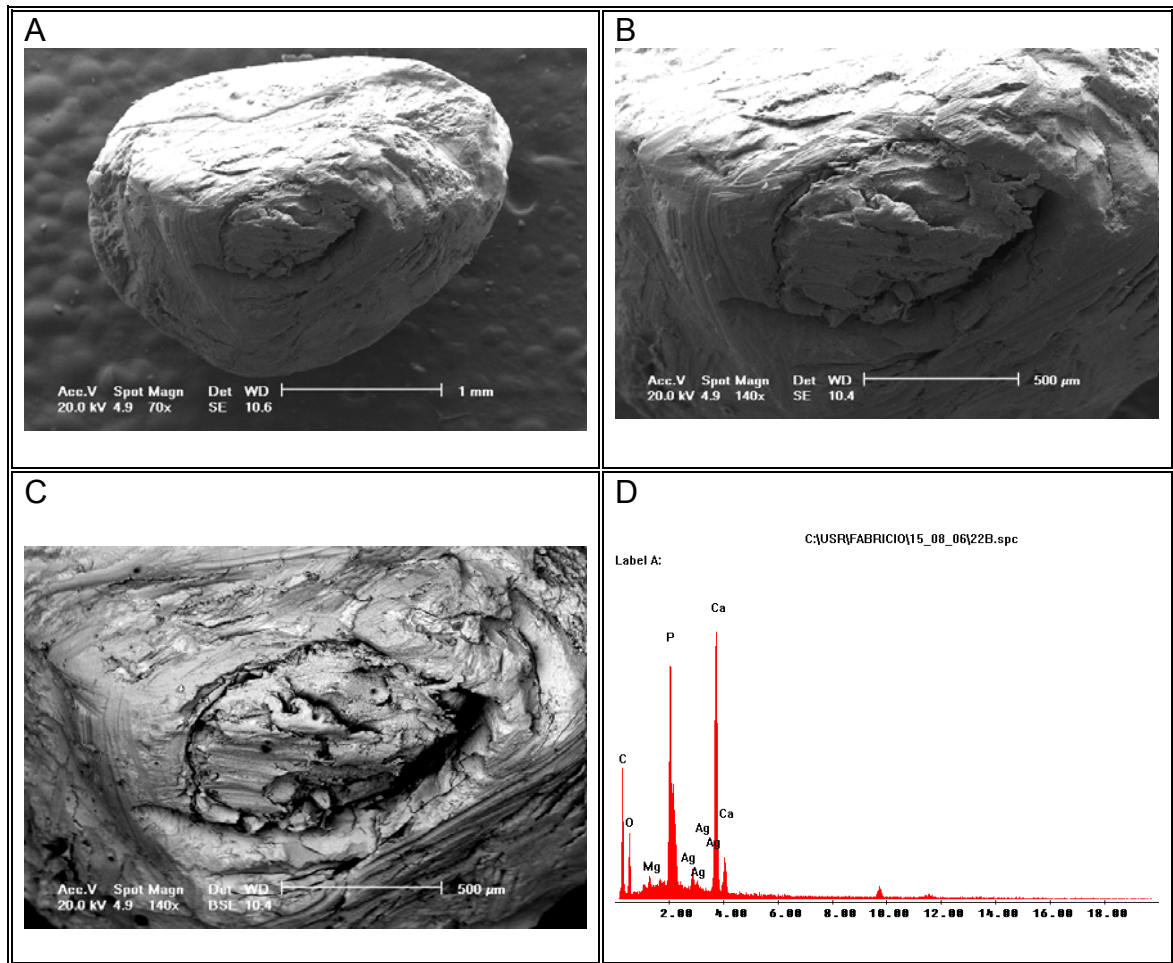 A
Acc.V Spot Magn Det WD 1 mm
20.0 kV 4.9 70x SE 10.6
B
Acc.V Spot Magn Det WD 500 µm
20.0 kV 4.9 140x SE 10.4
C
Acc.V Spot Magn Det WD 500 µm
20.0 kV 4.9 140x BSE 10.4
D
C:\USR\FABRICIO\15_08_06\22B.spc
Label A:
Ca
P
C
O
Ag
Ca
Ag
Mg
Ag
Ag
2.00 4.00 6.00 8.00 10.00 12.00 14.00 16.00 18.00